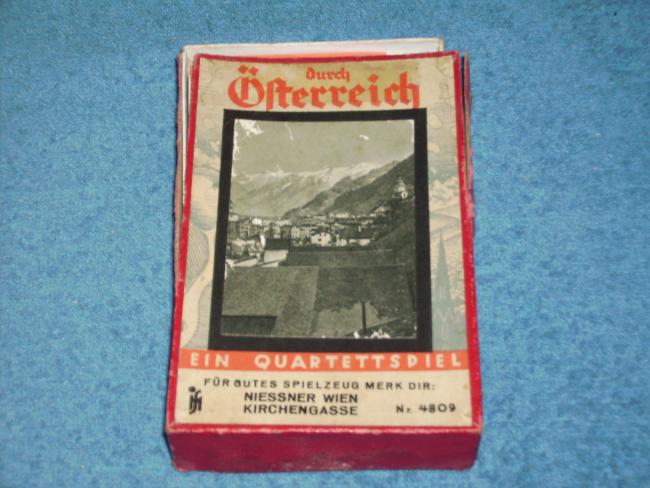 durch
Österreich
EIN QUARTETTSPIEL
FÜR GUTES SPIELZEUG MERK DIR:
NIESSNER WIEN
KIRCHENGASSE Nr. 4809